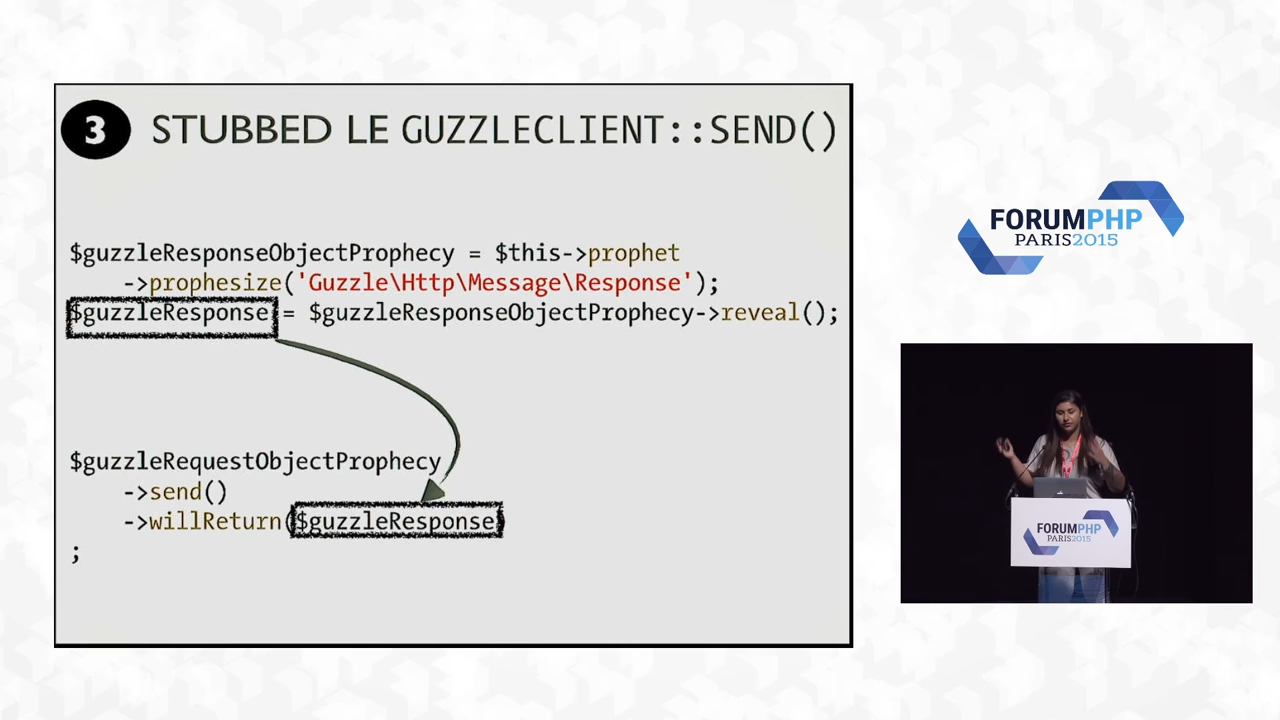 3 STUBBED LE GUZZLECLIENT::SEND()
$guzzleResponseObjectProphecy = $this->prophet
->prophesize('Guzzle\Http\Message\Response');
$guzzleResponse = $guzzleResponseObjectProphecy->reveal();
$guzzleRequestObjectProphecy
->send()
->willReturn($guzzleResponse)
;
FORUMPHP
PARIS2015
FORUMPHP
PARIS2015